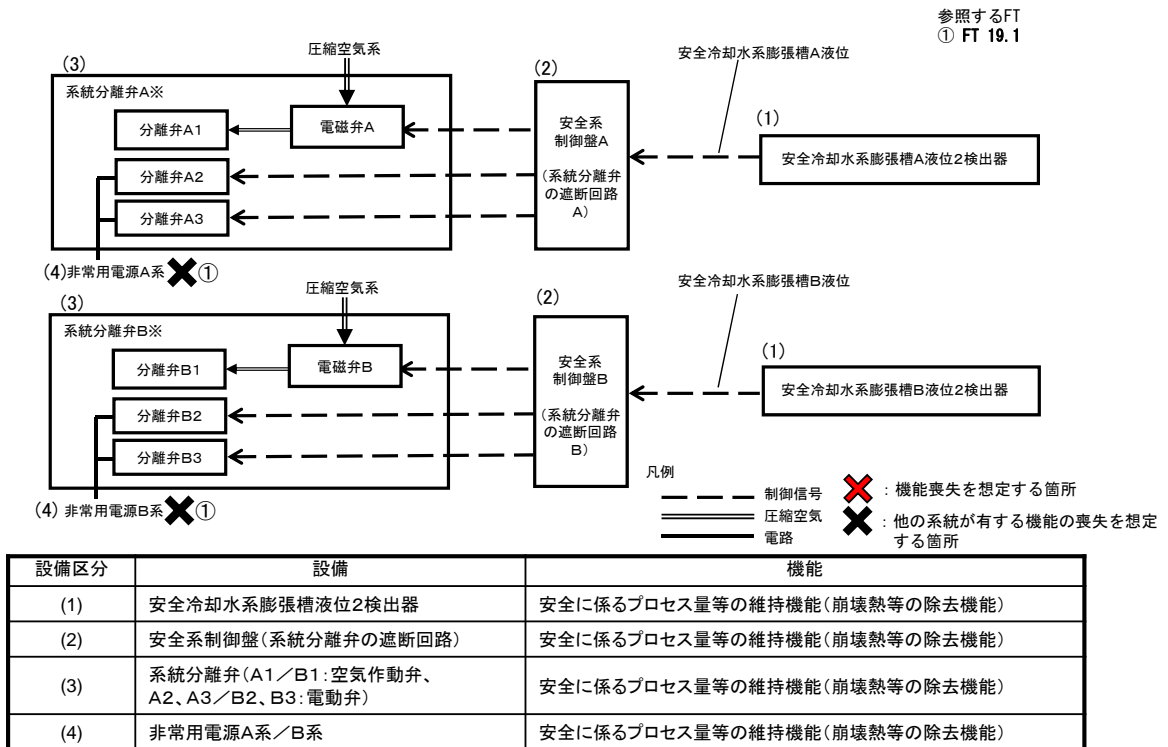 参照するFT
① FT 19.1
(3)
圧縮空気系
系統分離弁A※
分離弁A1
電磁弁A
分離弁A2
分離弁A3
(4)非常用電源A系 ①
(2)
安全系
制御盤A
(系統分離弁
の遮断回路
A)
安全冷却水系膨張槽A液位
(1)
安全冷却水系膨張槽A液位2検出器
(3)
圧縮空気系
系統分離弁B※
分離弁B1
電磁弁B
分離弁B2
分離弁B3
(4) 非常用電源B系 ①
(2)
安全系
制御盤B
(系統分離弁
の遮断回路
B)
安全冷却水系膨張槽B液位
(1)
安全冷却水系膨張槽B液位2検出器
凡例
制御信号
圧縮空気
電路
：機能喪失を想定する箇所
：他の系統が有する機能の喪失を想定
する箇所
設備区分 設備 機能
(1) 安全冷却水系膨張槽液位2検出器 安全に係るプロセス量等の維持機能(崩壊熱等の除去機能)
(2) 安全系制御盤(系統分離弁の遮断回路) 安全に係るプロセス量等の維持機能(崩壊熱等の除去機能)
(3) 系統分離弁(A1／B1:空気作動弁、
A2、A3／B2、B3:電動弁) 安全に係るプロセス量等の維持機能(崩壊熱等の除去機能)
(4) 非常用電源A系／B系 安全に係るプロセス量等の維持機能(崩壊熱等の除去機能)